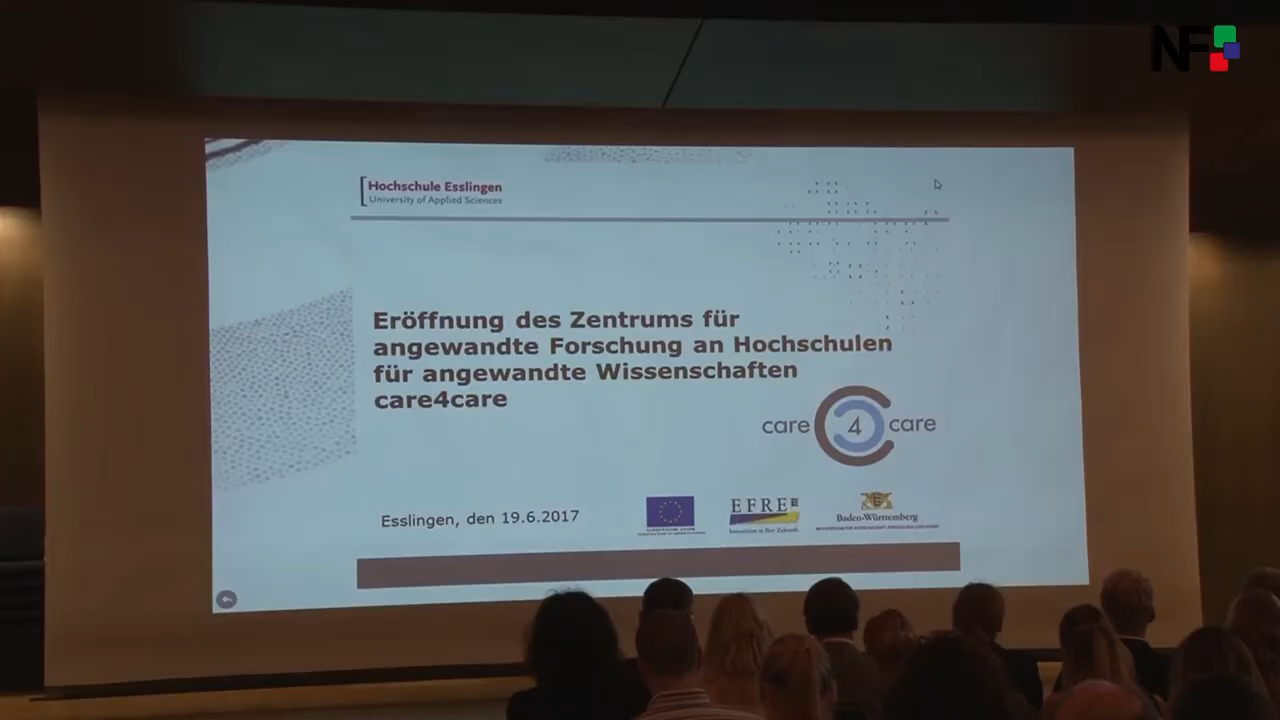 NF
Hochschule Esslingen
University of Applied Sciences
Eröffnung des Zentrums für
angewandte Forschung an Hochschulen
für angewandte Wissenschaften
care4care
care 4 care
Esslingen, den 19.6.2017
EFRE
Baden-Württemberg